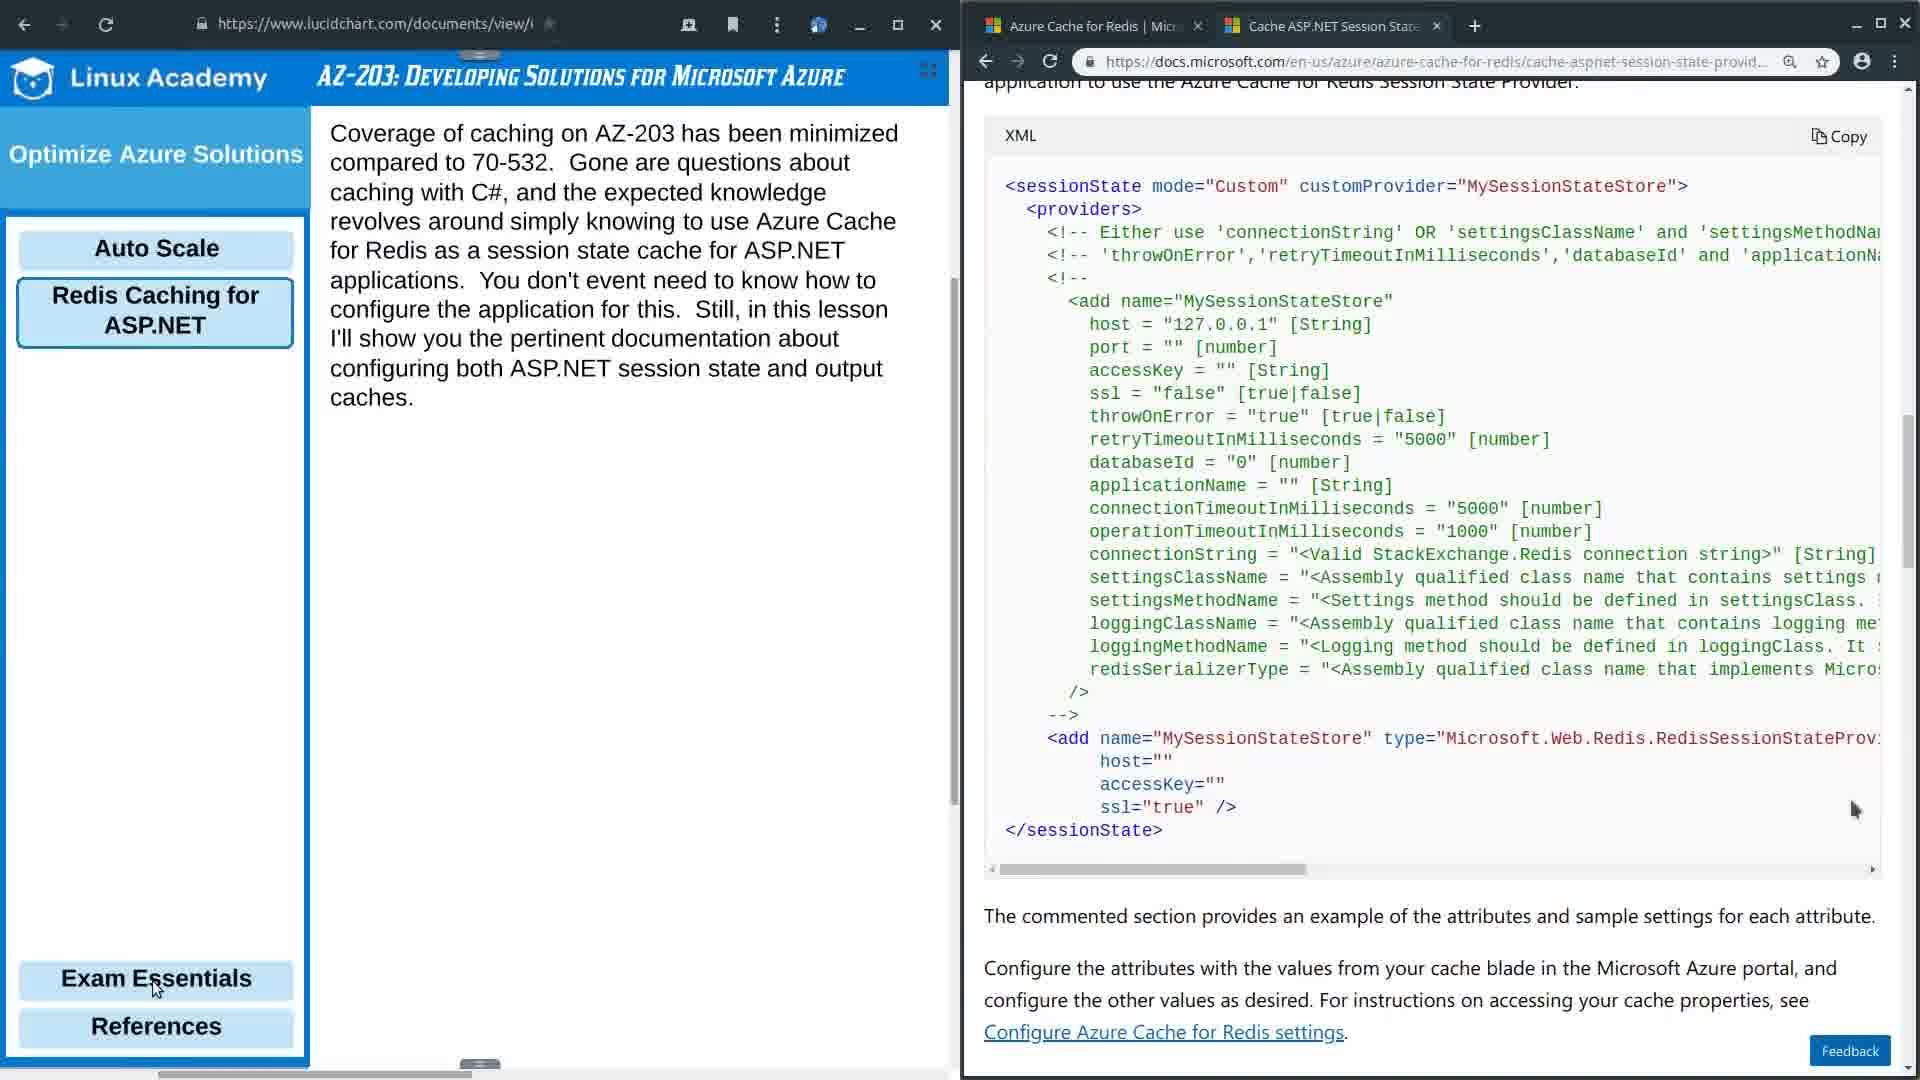 https://www.lucidchart.com/documents/view/
Linux Academy
AZ-203: Developing Solutions for Microsoft Azure
Optimize Azure Solutions
Auto Scale
Redis Caching for
ASP.NET
Exam Essentials
References
Coverage of caching on AZ-203 has been minimized
compared to 70-532.  Gone are questions about
caching with C#, and the expected knowledge
revolves around simply knowing to use Azure Cache
for Redis as a session state cache for ASP.NET
applications.  You don't event need to know how to
configure the application for this.  Still, in this lesson
I'll show you the pertinent documentation about
configuring both ASP.NET session state and output
caches.
Azure Cache for Redis | Micr
Cache ASP.NET Session State
https://docs.microsoft.com/en-us/azure/azure-cache-for-redis/cache-aspnet-session-state-provid...
application to use the Azure Cache for Redis Session State Provider.
XML
Copy
<sessionState mode="Custom" customProvider="MySessionStateStore">
<providers>
<!-- Either use 'connectionString' OR 'settingsClassName' and 'settingsMethodNam
<!-- 'throwOnError','retryTimeoutInMilliseconds','databaseId' and 'applicationNa
<!--
<add name="MySessionStateStore"
host = "127.0.0.1" [String]
port = "" [number]
accessKey = "" [String]
ssl = "false" [true|false]
throwOnError = "true" [true|false]
retryTimeoutInMilliseconds = "5000" [number]
databaseId = "0" [number]
applicationName = "" [String]
connectionTimeoutInMilliseconds = "5000" [number]
operationTimeoutInMilliseconds = "1000" [number]
connectionString = "<Valid StackExchange.Redis connection string>" [String]
settingsClassName = "<Assembly qualified class name that contains settings
settingsMethodName = "<Settings method should be defined in settingsClass.
loggingClassName = "<Assembly qualified class name that contains logging me
loggingMethodName = "<Logging method should be defined in loggingClass. It
redisSerializerType = "<Assembly qualified class name that implements Micros
/>
-->
<add name="MySessionStateStore" type="Microsoft.Web.Redis.RedisSessionStateProvi
host=""
accessKey=""
ssl="true" />
</sessionState>
The commented section provides an example of the attributes and sample settings for each attribute.
Configure the attributes with the values from your cache blade in the Microsoft Azure portal, and
configure the other values as desired. For instructions on accessing your cache properties, see
Configure Azure Cache for Redis settings.
Feedback